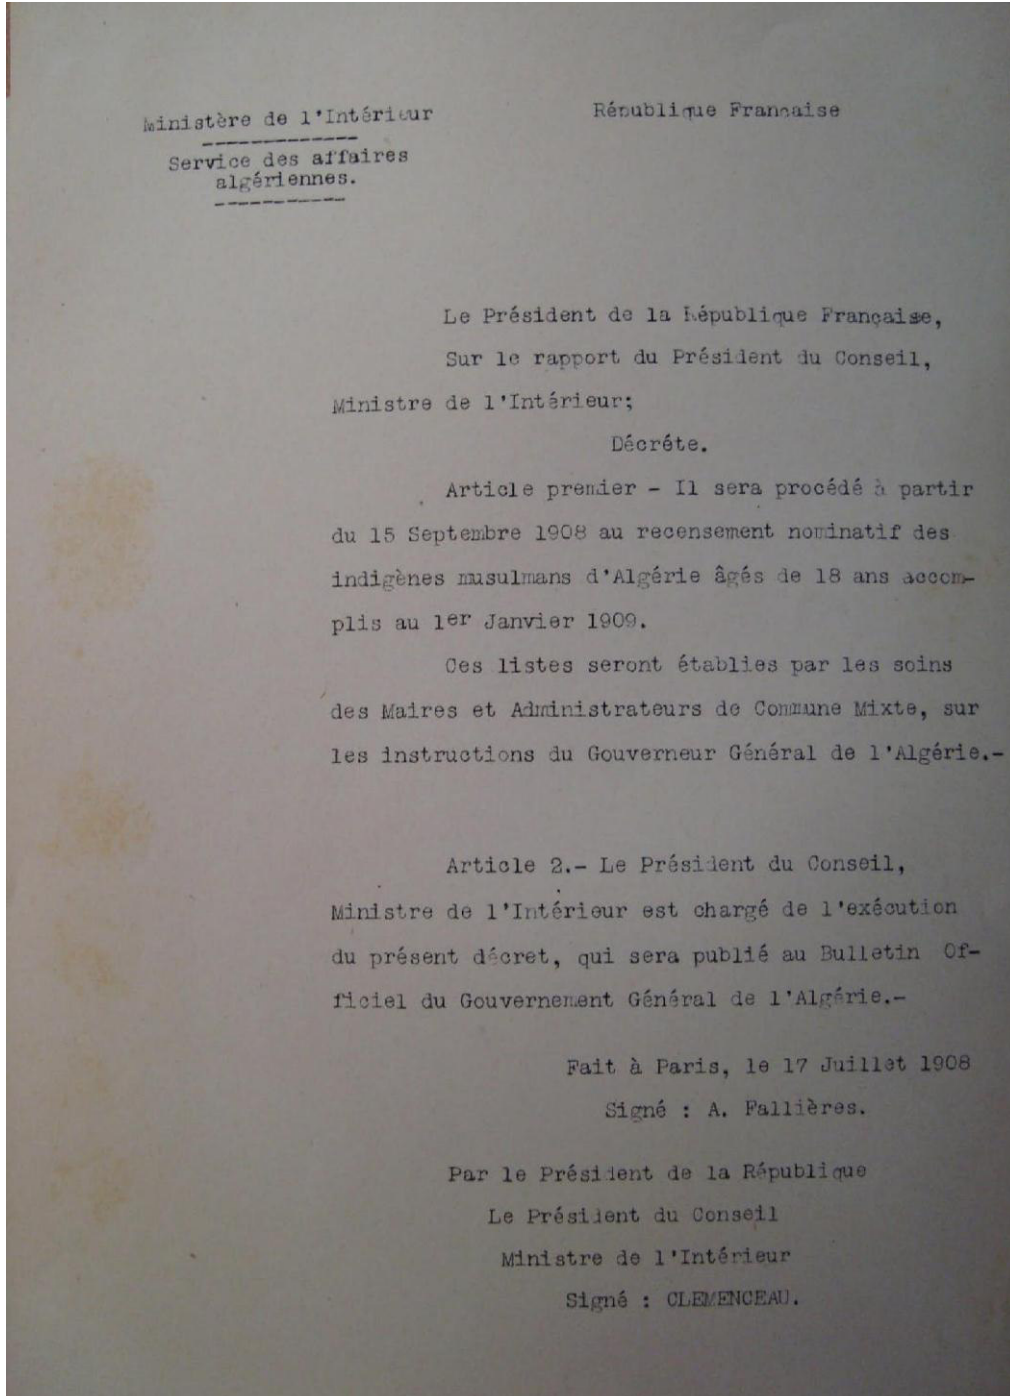 Ministère de l'Intérieur
République Française
Service des affaires
algériennes.
Le Président de la République Française,
Sur le rapport du Président du Conseil,
Ministre de l'Intérieur;
Décréte.
Article premier - Il sera procédé à partir
du 15 Septembre 1908 au recensement nominatif des
indigènes musulmans d'Algérie âgés de 18 ans accom-
plis au 1er Janvier 1909.
Ces listes seront établies par les soins
des Maires et Administrateurs de Commune Mixte, sur
les instructions du Gouverneur Général de l'Algérie.-
Article 2.- Le Président du Conseil,
Ministre de l'Intérieur est chargé de l'exécution
du présent décret, qui sera publié au Bulletin Of-
ficiel du Gouvernement Général de l'Algérie.-
Fait à Paris, le 17 Juillet 1908
Signé : A. Fallières.
Par le Président de la République
Le Président du Conseil
Ministre de l'Intérieur
Signé : CLEMENCEAU.